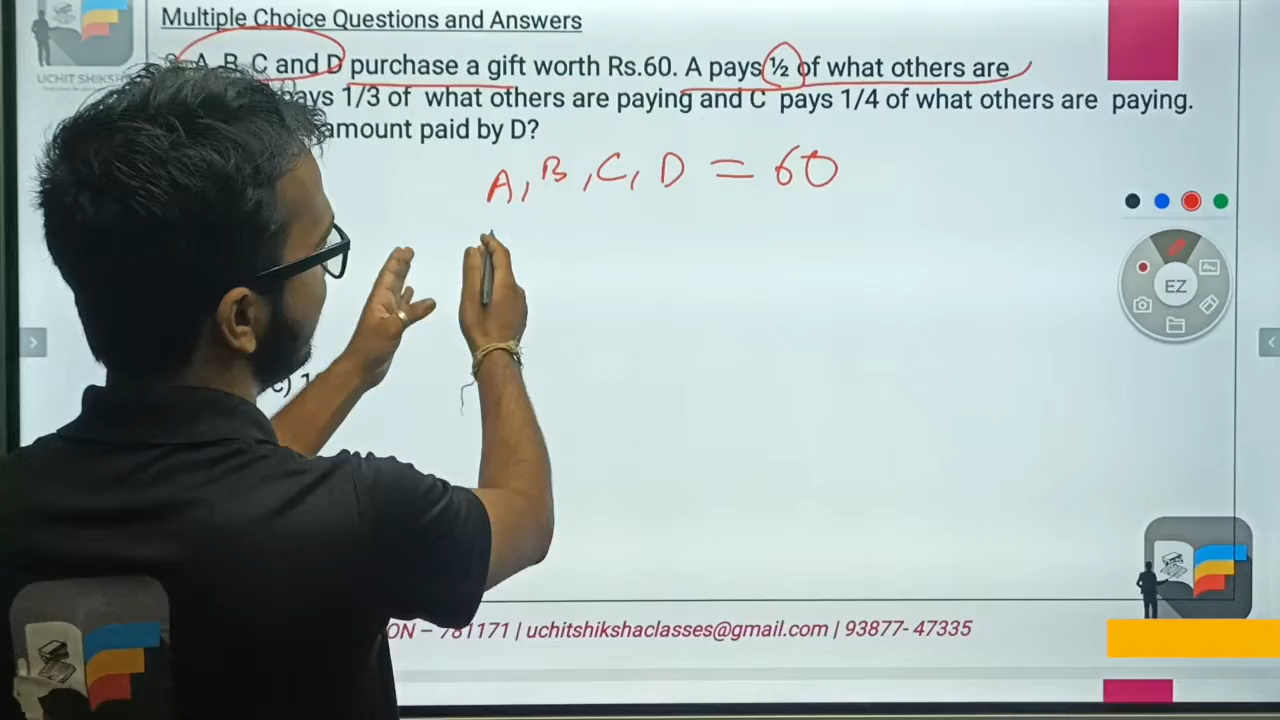 Multiple Choice Questions and Answers
A, B, C and D purchase a gift worth Rs.60. A pays ½ of what others are
pays 1/3 of what others are paying and C pays 1/4 of what others are paying.
amount paid by D?
A, B, C, D = 60
EZ
781171 | uchitshikshaclasses@gmail.com | 93877- 47335
UCHIT SHIKSHA